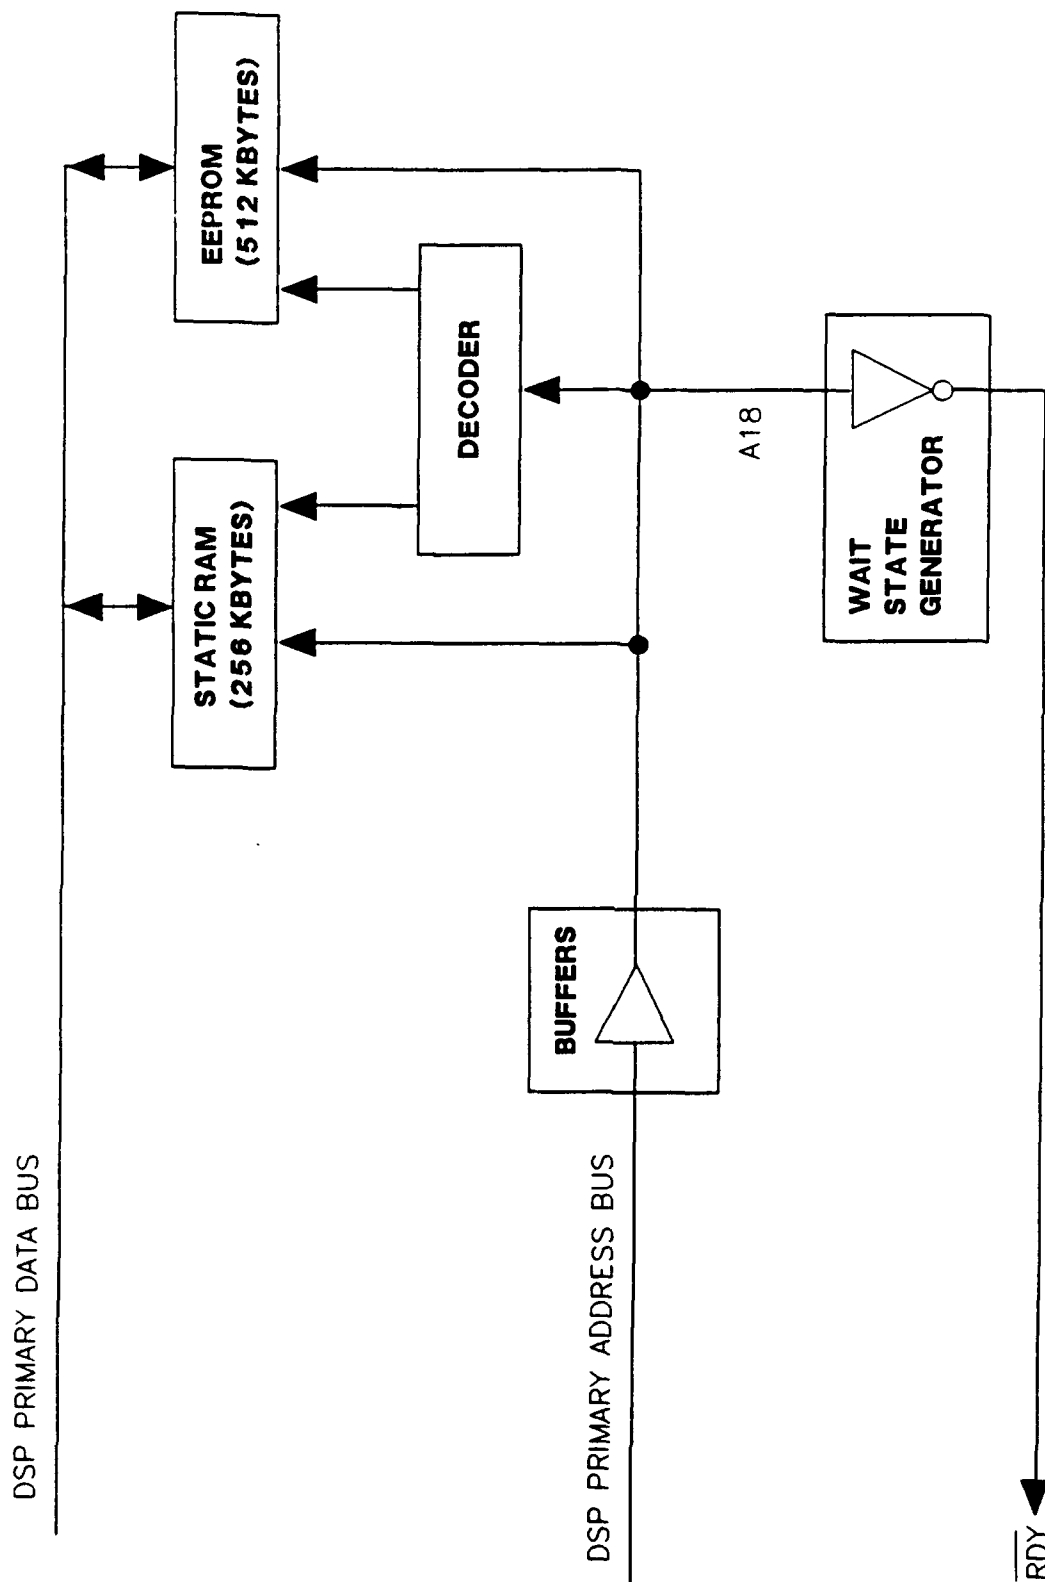 DSP PRIMARY DATA BUS
STATIC RAM
(256 KBYTES)
EEPROM
(512 KBYTES)
DECODER
BUFFERS
DSP PRIMARY ADDRESS BUS
A18
WAIT
STATE
GENERATOR
RDY